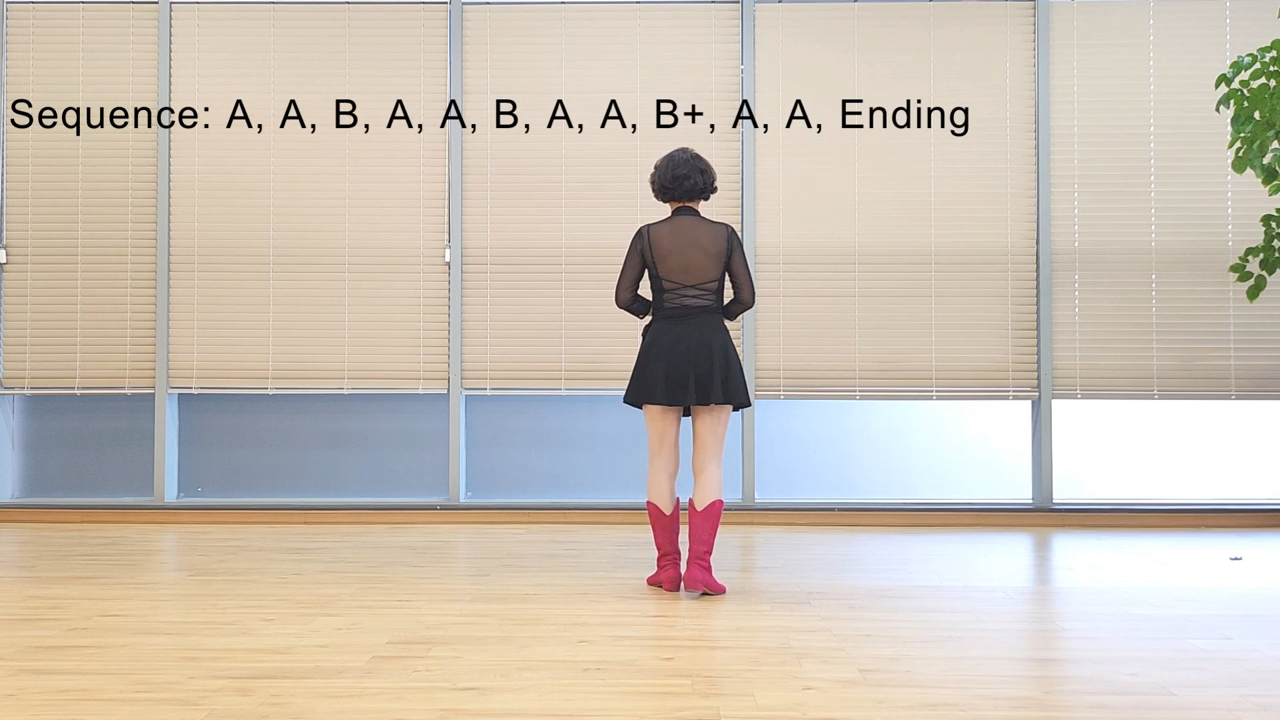 Sequence: A, A, B, A, A, B, A, A, B+, A, A, Ending